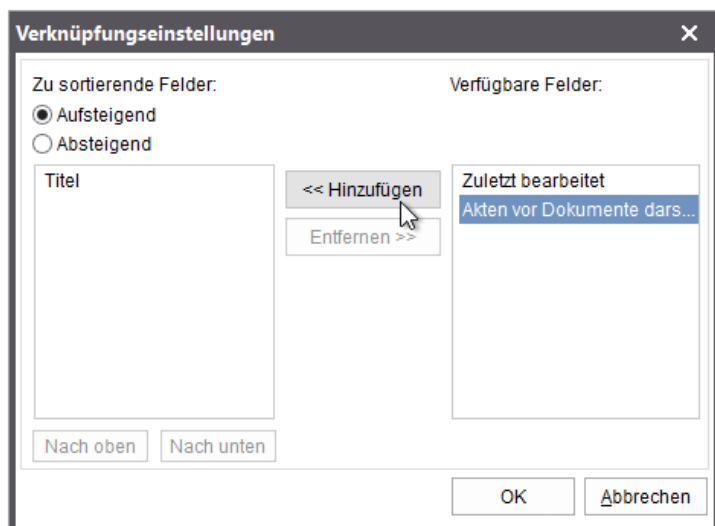 Verknüpfungseinstellungen
Zu sortierende Felder:
Verfügbare Felder:
Aufsteigend
Absteigend
Titel
<< Hinzufügen
Entfernen >>
Zuletzt bearbeitet
Akten vor Dokumente dars...
Nach oben
Nach unten
OK
Abbrechen